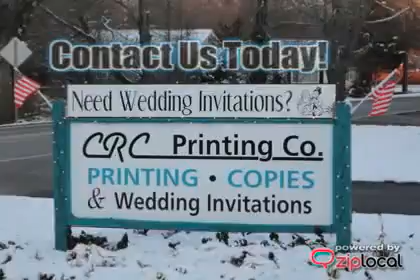 Contact Us Today!
Need Wedding Invitations?
CRC Printing Co.
PRINTING • COPIES
& Wedding Invitations
powered by
ziplocal